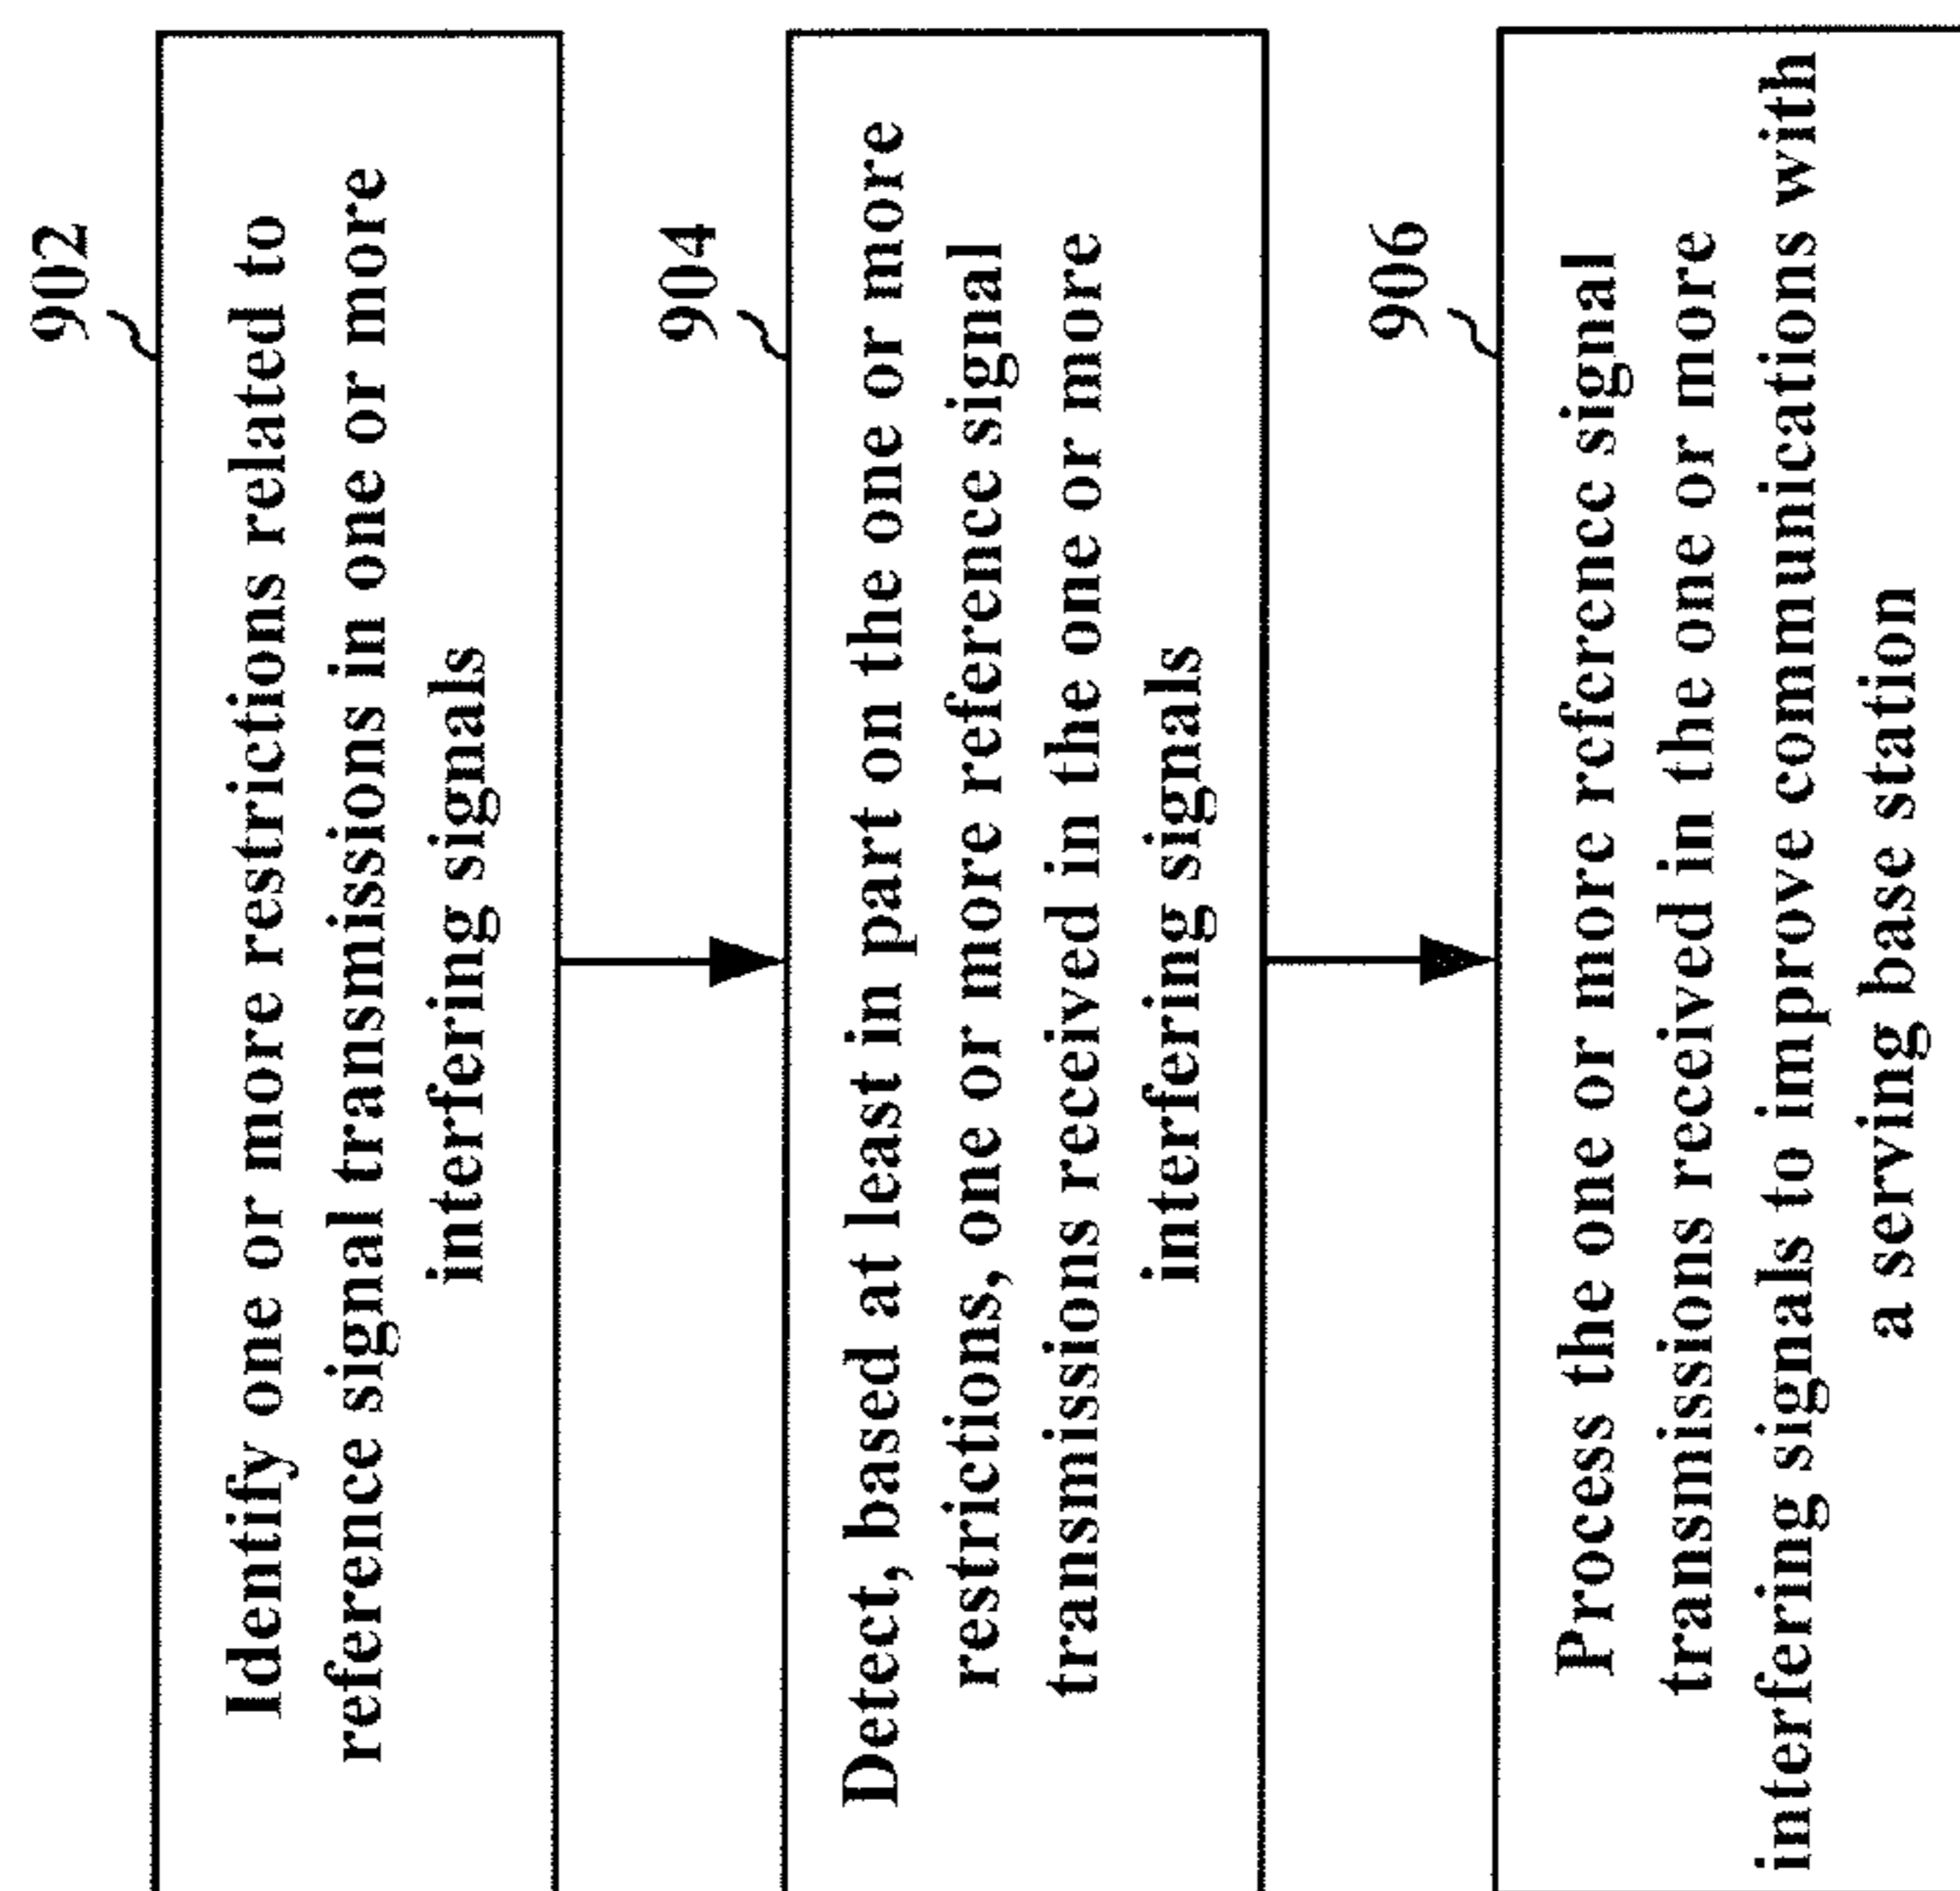 902
Identify one or more restrictions related to
reference signal transmissions in one or more
interfering signals
904
Detect, based at least in part on the one or more
restrictions, one or more reference signal
transmissions received in the one or more
interfering signals
906
Process the one or more reference signal
transmissions received in the one or more
interfering signals to improve communications with
a serving base station